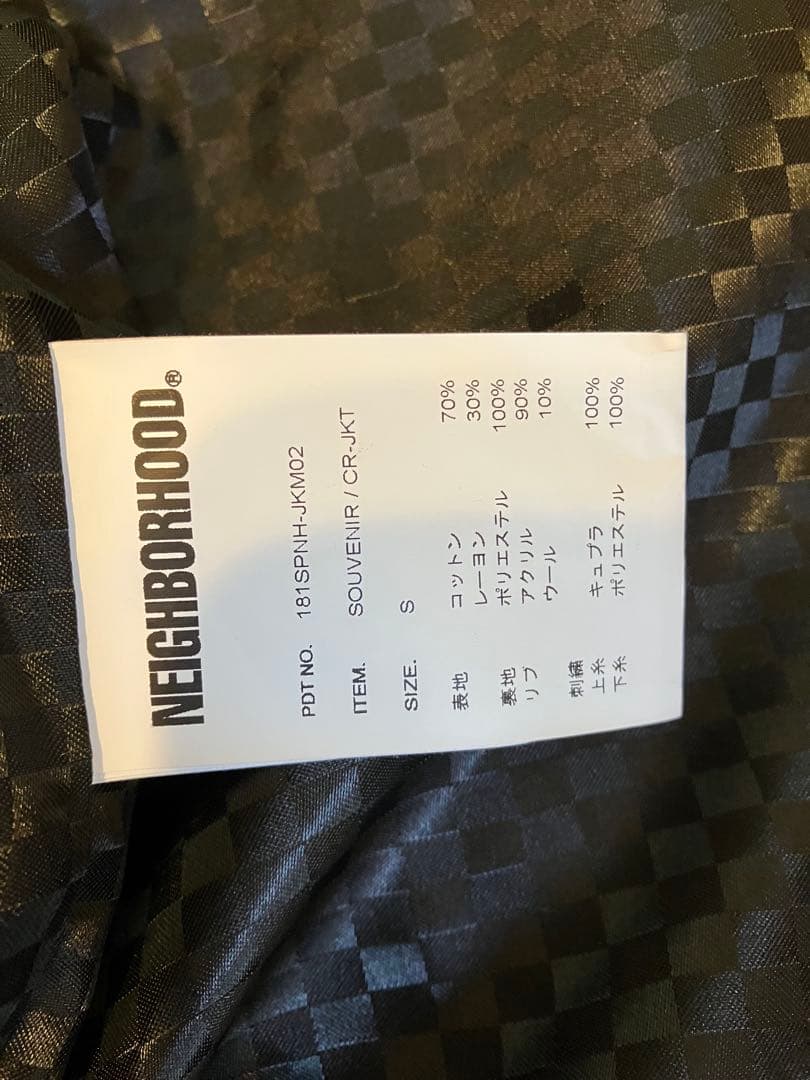 NEIGHBORHOOD®
PDT NO. 181SPNH-JKM02
ITEM. SOUVENIR / CR-JKT
SIZE. S
表地 コットン 70%
レーヨン 30%
裏地 ポリエステル 100%
リブ アクリル 90%
ウール 10%
刺繍
上糸 キュプラ 100%
下糸 ポリエステル 100%